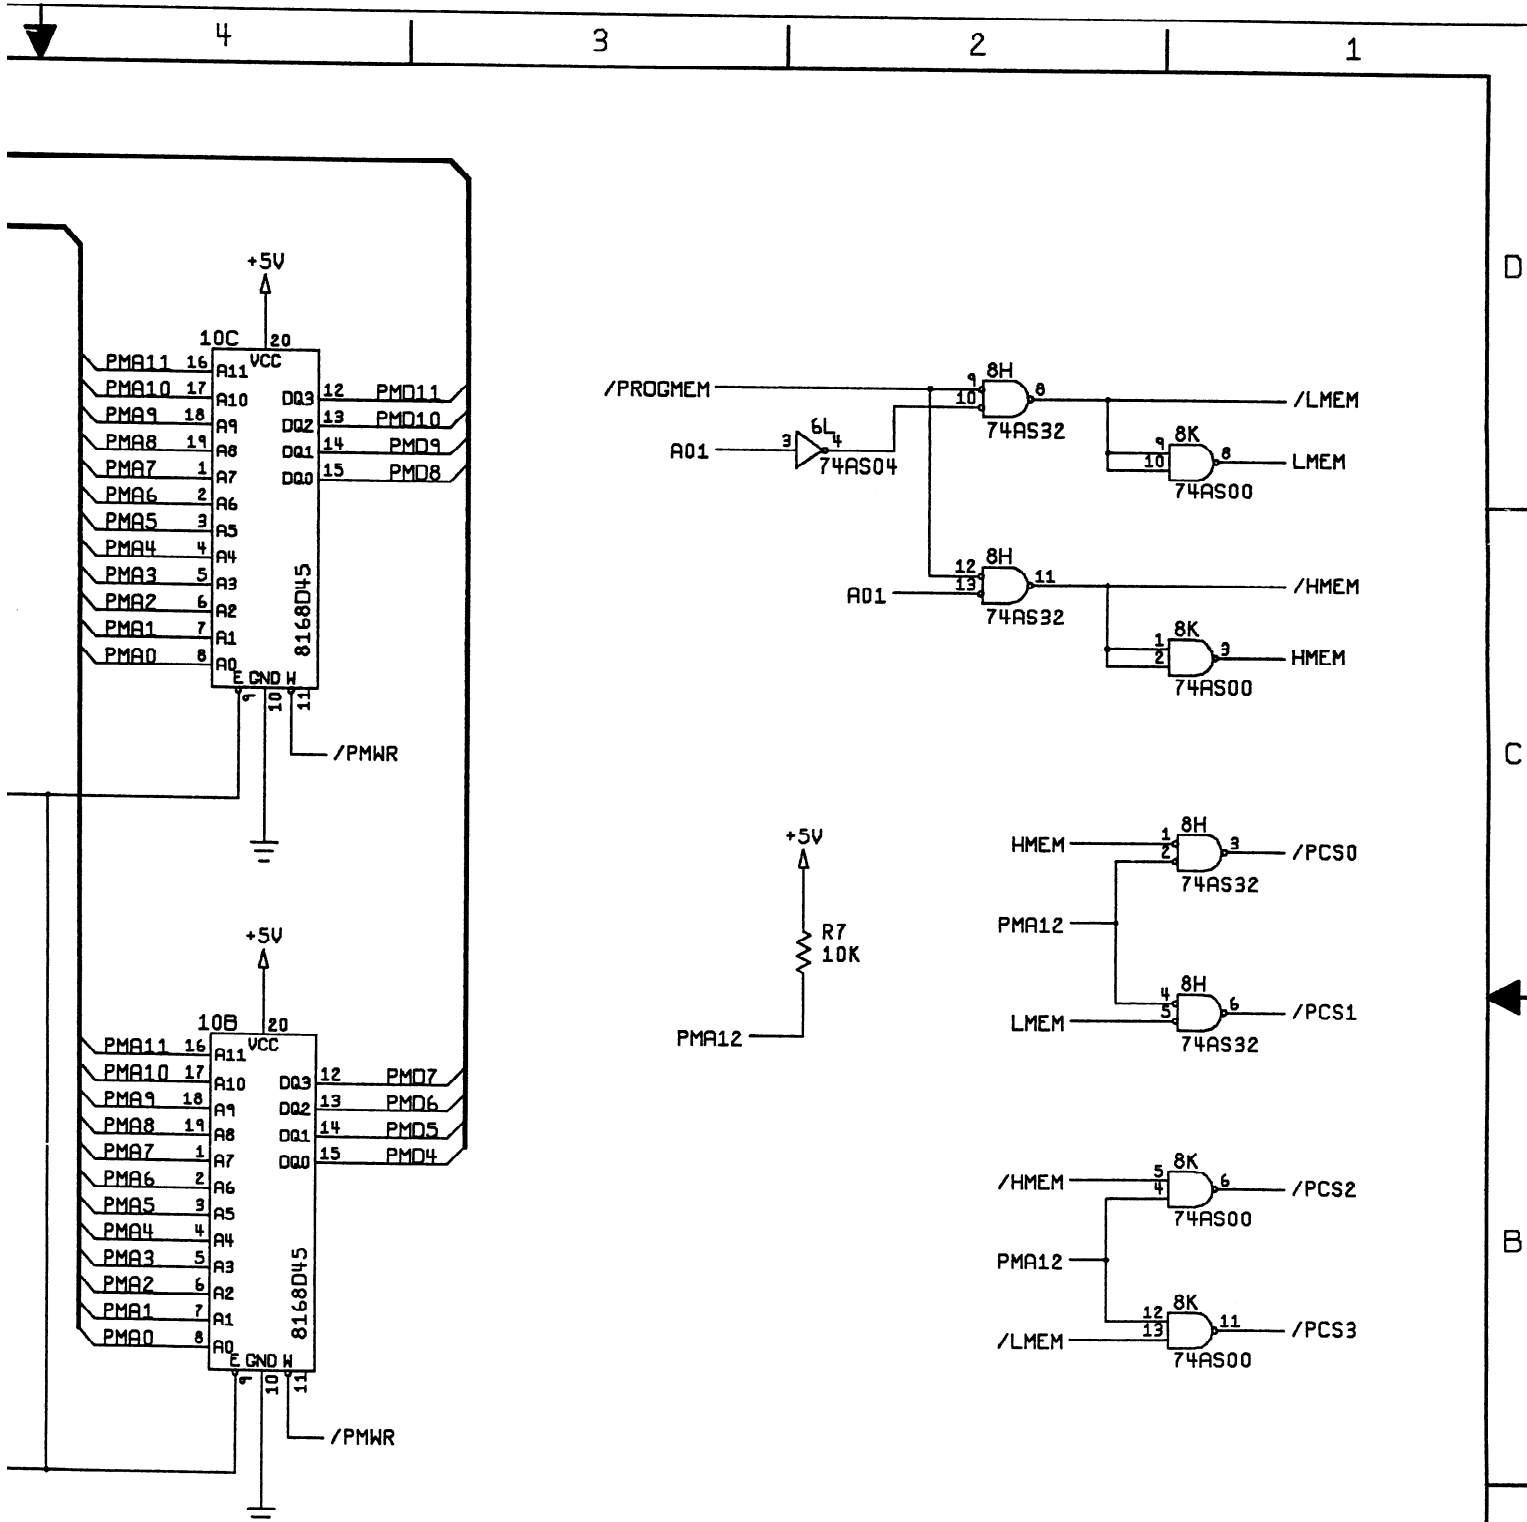 4 3 2 1
D
C
B
+5V
10C 20
VCC
PMA11 16 A11
PMA10 17 A10
PMA9 18 A9
PMA8 19 A8
PMA7 1 A7
PMA6 2 A6
PMA5 3 A5
PMA4 4 A4
PMA3 5 A3
PMA2 6 A2
PMA1 7 A1
PMA0 8 A0
DQ3 12 PMD11
DQ2 13 PMD10
DQ1 14 PMD9
DQ0 15 PMD8
8168D45
E GND W
9 10 11
/PMWR
+5V
10B 20
VCC
PMA11 16 A11
PMA10 17 A10
PMA9 18 A9
PMA8 19 A8
PMA7 1 A7
PMA6 2 A6
PMA5 3 A5
PMA4 4 A4
PMA3 5 A3
PMA2 6 A2
PMA1 7 A1
PMA0 8 A0
DQ3 12 PMD7
DQ2 13 PMD6
DQ1 14 PMD5
DQ0 15 PMD4
8168D45
E GND W
9 10 11
/PMWR
/PROGMEM
A01 3 6L 4
74AS04
8H
9 8
10
74AS32
/LMEM
8K
9 8
10
74AS00
LMEM
8H
12 11
A01 13
74AS32
/HMEM
8K
1 3
2
74AS00
HMEM
+5V
R7
10K
PMA12
8H
HMEM 1 3 /PCS0
2
74AS32
PMA12
8H
4 6 /PCS1
LMEM 5
74AS32
8K
/HMEM 5 6 /PCS2
4
74AS00
PMA12
8K
12 11 /PCS3
/LMEM 13
74AS00